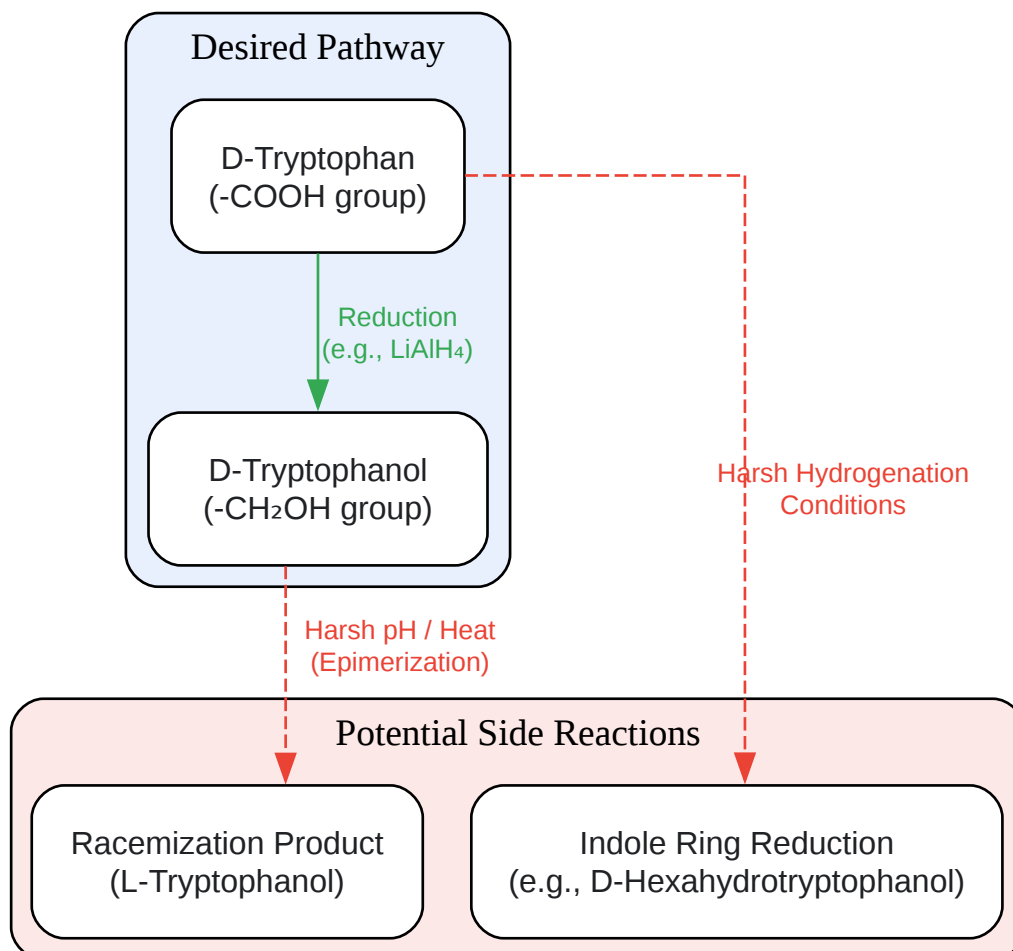 Desired Pathway
D-Tryptophan
(-COOH group)
Reduction
(e.g., LiAlH₄)
D-Tryptophanol
(-CH₂OH group)
Harsh Hydrogenation
Conditions
Harsh pH / Heat
(Epimerization)
Potential Side Reactions
Racemization Product
(L-Tryptophanol)
Indole Ring Reduction
(e.g., D-Hexahydrotryptophanol)